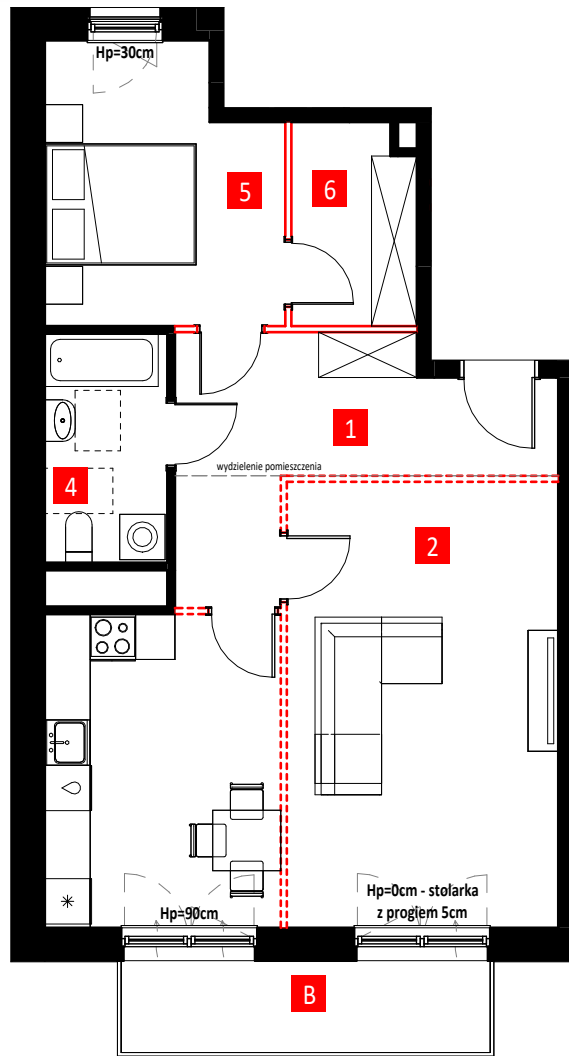 Hp=30cm
5
6
1
wydzielenie pomieszczenia
4
2
Hp=0cm - stolarka
z progiem 5cm
Hp=90cm
B